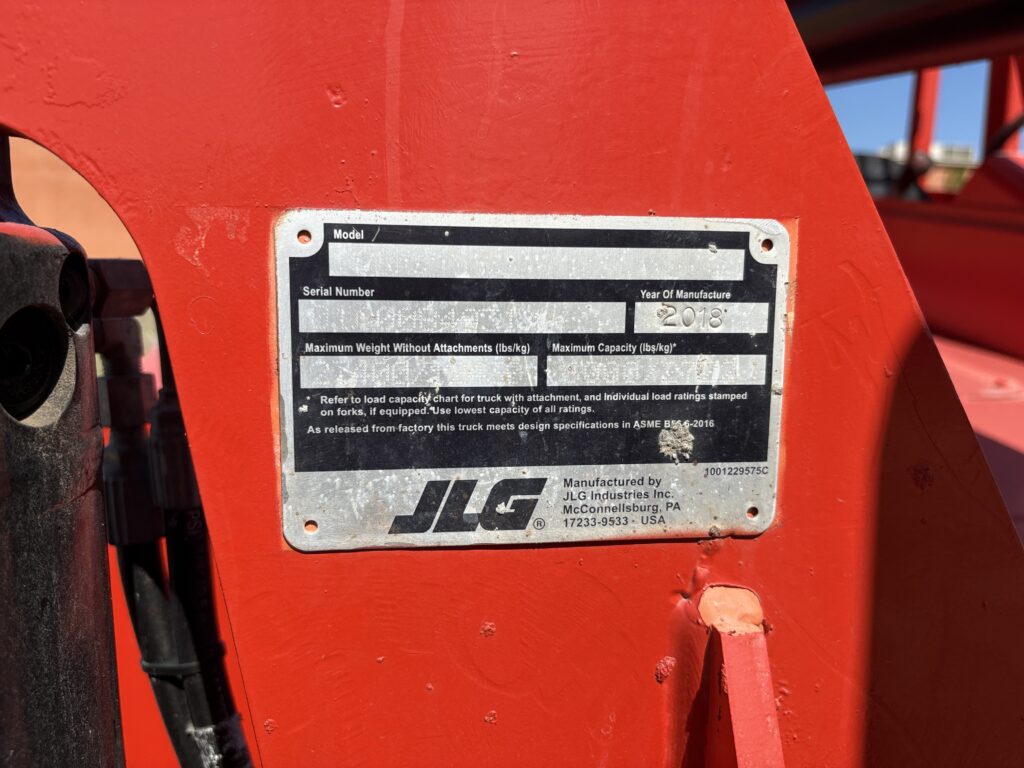 Model
Serial Number
Year Of Manufacture
2018
Maximum Weight Without Attachments (lbs/kg)
Maximum Capacity (lbs/kg)*
* Refer to load capacity chart for truck with attachment, and individual load ratings stamped
on forks, if equipped. Use lowest capacity of all ratings.
As released from factory this truck meets design specifications in ASME
1001229575C
JLG®
Manufactured by
JLG Industries Inc.
McConnellsburg, PA
17233-9533 - USA